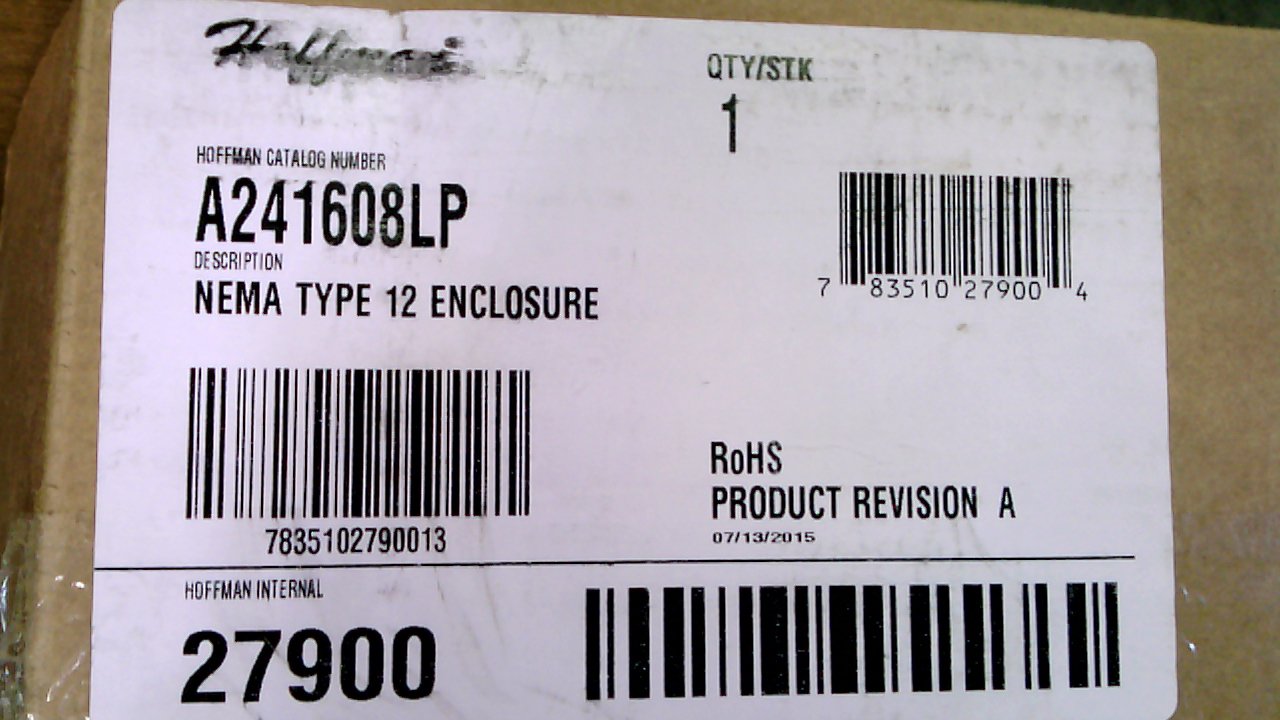 Hoffman
QTY/STK
1
HOFFMAN CATALOG NUMBER
A241608LP
DESCRIPTION
NEMA TYPE 12 ENCLOSURE
7 83510 27900 4
7835102790013
RoHS
PRODUCT REVISION A
07/13/2015
HOFFMAN INTERNAL
27900